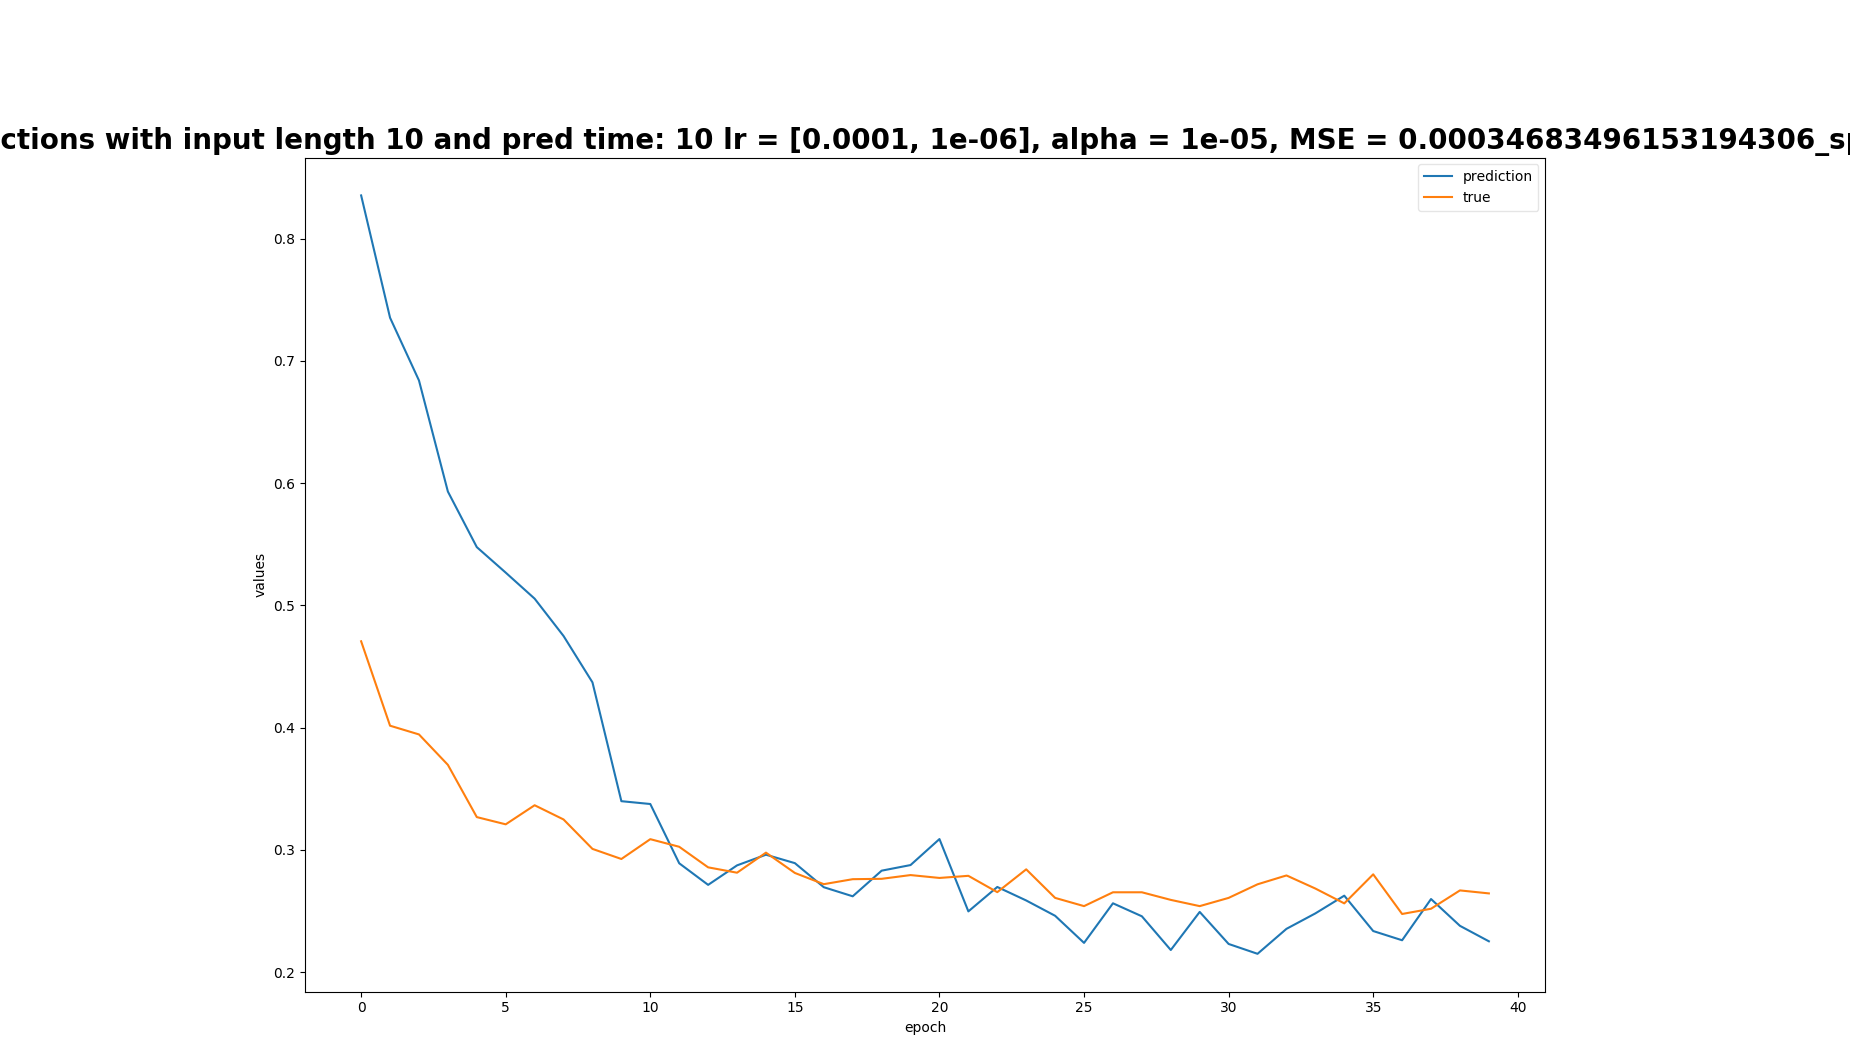 ctions with input length 10 and pred time: 10 lr = [0.0001, 1e-06], alpha = 1e-05, MSE = 0.00034683496153194306_sp
prediction
true
0.8
0.7
0.6
0.5
0.4
0.3
0.2
values
0 5 10 15 20 25 30 35 40
epoch